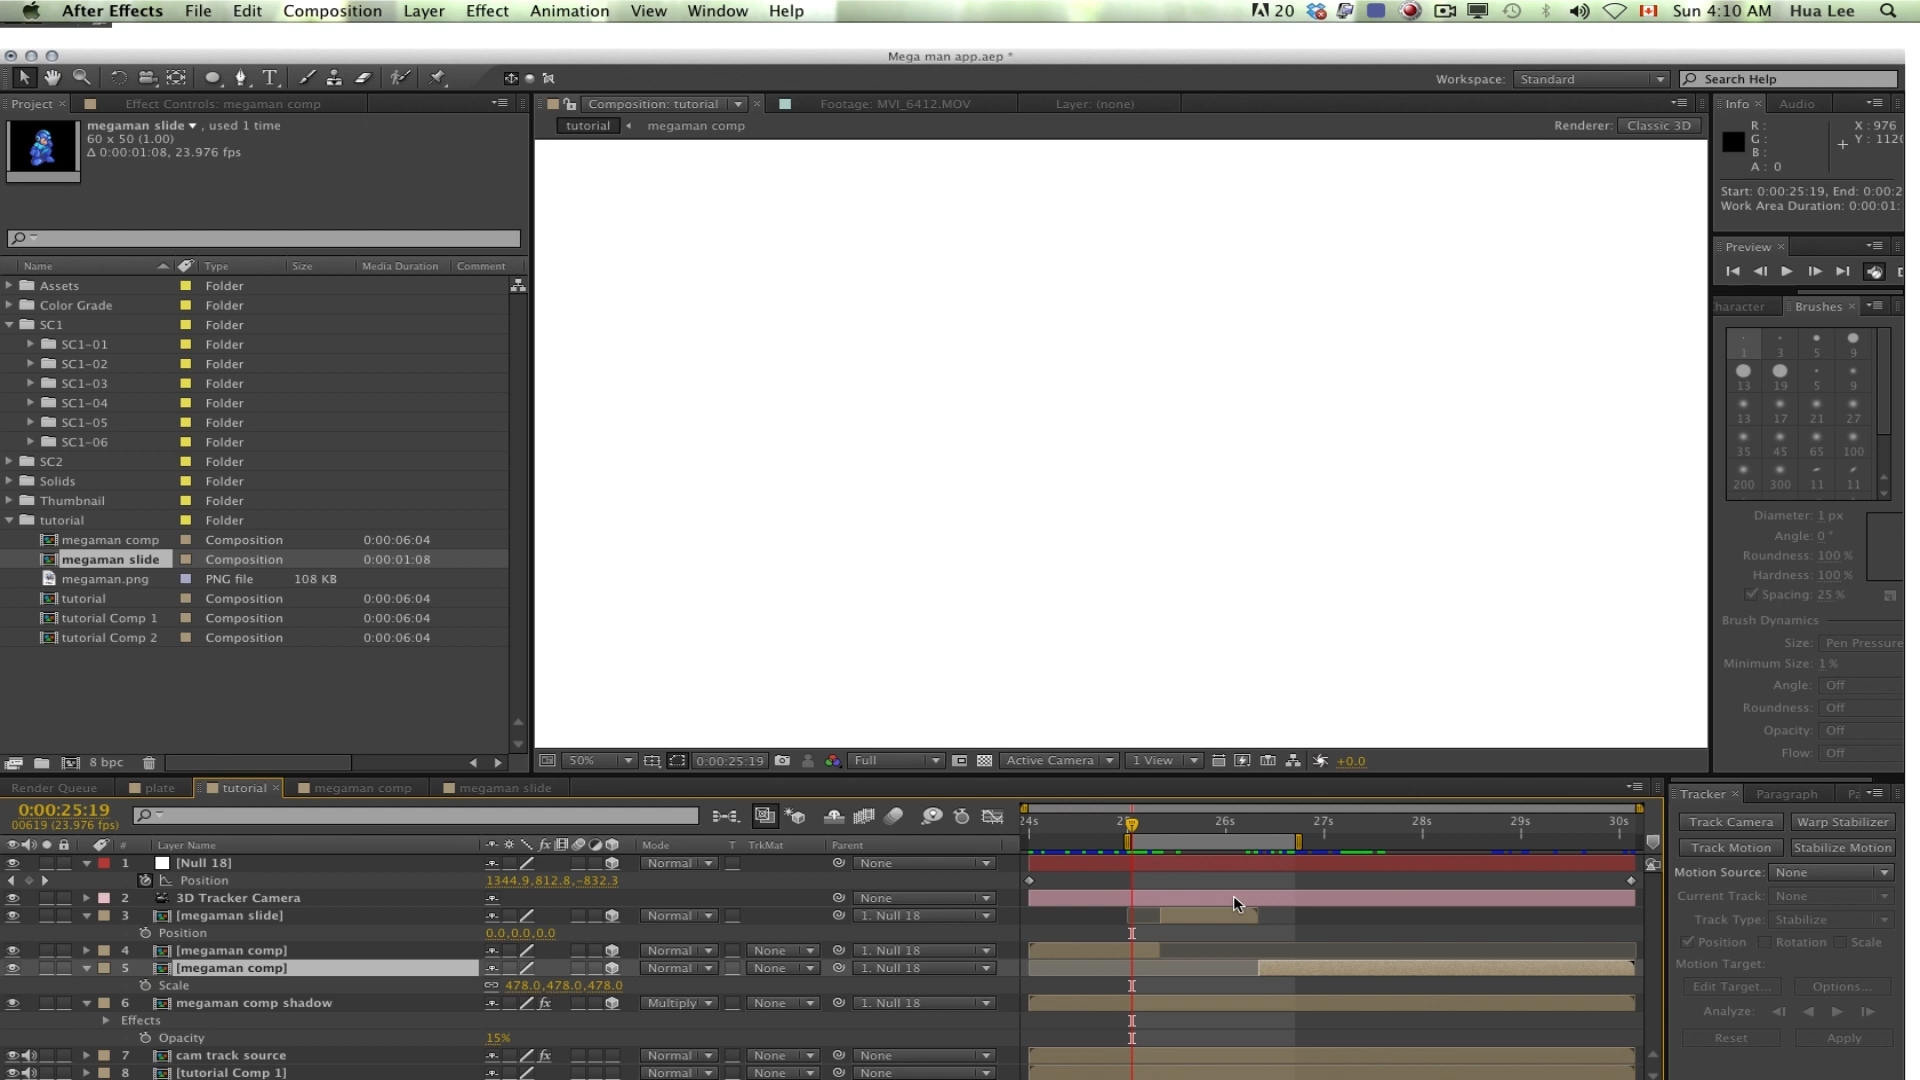 After Effects File Edit Composition Layer Effect Animation View Window Help 20 Sun 4:10 AM Hua Lee
Mega man app.aep *
Workspace: Standard Search Help
Project Effect Controls: megaman comp Composition: tutorial Footage: MVI_6412.MOV Layer: (none) Info Audio
megaman slide , used 1 time
60 x 50 (1.00)
Δ 0:00:01:08, 23.976 fps
tutorial megaman comp Renderer: Classic 3D
R : X : 976
G : Y : 112
B :
A : 0
Start: 0:00:25:19, End: 0:00:2
Work Area Duration: 0:00:01:
Preview
Name Type Size Media Duration Comment
Assets Folder
Color Grade Folder
SC1 Folder
SC1-01 Folder
SC1-02 Folder
SC1-03 Folder
SC1-04 Folder
SC1-05 Folder
SC1-06 Folder
SC2 Folder
Solids Folder
Thumbnail Folder
tutorial Folder
megaman comp Composition 0:00:06:04
megaman slide Composition 0:00:01:08
megaman.png PNG file 108 KB
tutorial Composition 0:00:06:04
tutorial Comp 1 Composition 0:00:06:04
tutorial Comp 2 Composition 0:00:06:04
8 bpc
haracter Brushes
1 3 5 9
13 19 5 9
13 17 21 27
35 45 65 100
200 300 11 11
Diameter: 1 px
Angle: 0 °
Roundness: 100 %
Hardness: 100 %
Spacing: 25 %
Brush Dynamics
Size: Pen Pressure
Minimum Size: 1 %
Angle: Off
Roundness: Off
Opacity: Off
Flow: Off
50% 0:00:25:19 Full Active Camera 1 View +0.0
Render Queue plate tutorial megaman comp megaman slide
0:00:25:19
00619 (23.976 fps)
24s 26s 27s 28s 29s 30s
# Layer Name fx Mode T TrkMat Parent
1 [Null 18] Normal None
Position 1344.9,812.8,-832.3
2 3D Tracker Camera None
3 [megaman slide] Normal 1. Null 18
Position 0.0,0.0,0.0
4 [megaman comp] Normal None 1. Null 18
5 [megaman comp] Normal None 1. Null 18
Scale 478.0,478.0,478.0
6 megaman comp shadow fx Multiply None 1. Null 18
Effects
Opacity 15%
7 cam track source fx Normal None None
8 [tutorial Comp 1] Normal None None
Tracker Paragraph Pa
Track Camera Warp Stabilizer
Track Motion Stabilize Motion
Motion Source: None
Current Track: None
Track Type: Stabilize
Position Rotation Scale
Motion Target:
Edit Target... Options...
Analyze:
Reset Apply